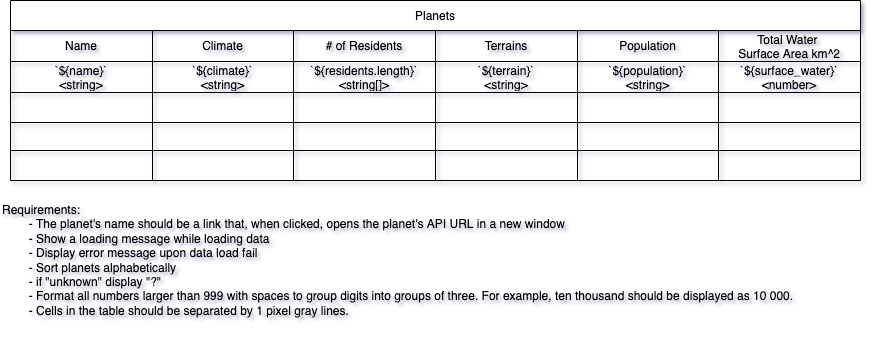 Planets
Name Climate # of Residents Terrains Population Total Water
Surface Area km^2
`${name}` `${climate}` `${residents.length}` `${terrain}` `${population}` `${surface_water}`
<string> <string> <string[]> <string> <string> <number>
Requirements:
- The planet's name should be a link that, when clicked, opens the planet's API URL in a new window
- Show a loading message while loading data
- Display error message upon data load fail
- Sort planets alphabetically
- if "unknown" display "?"
- Format all numbers larger than 999 with spaces to group digits into groups of three. For example, ten thousand should be displayed as 10 000.
- Cells in the table should be separated by 1 pixel gray lines.